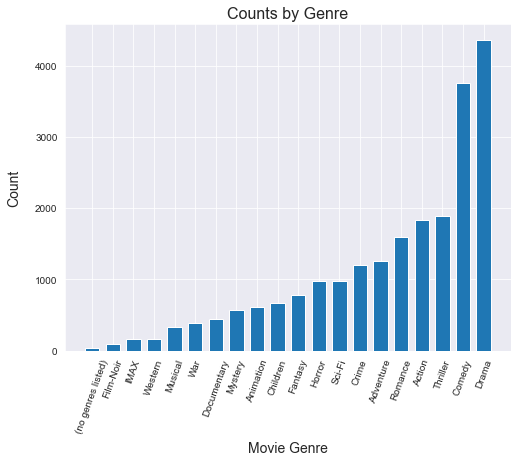 Counts by Genre
4000
3000
2000
1000
0
Count
(no genres listed)
Film-Noir
IMAX
Western
Musical
War
Documentary
Mystery
Animation
Children
Fantasy
Horror
Sci-Fi
Crime
Adventure
Romance
Action
Thriller
Comedy
Drama
Movie Genre